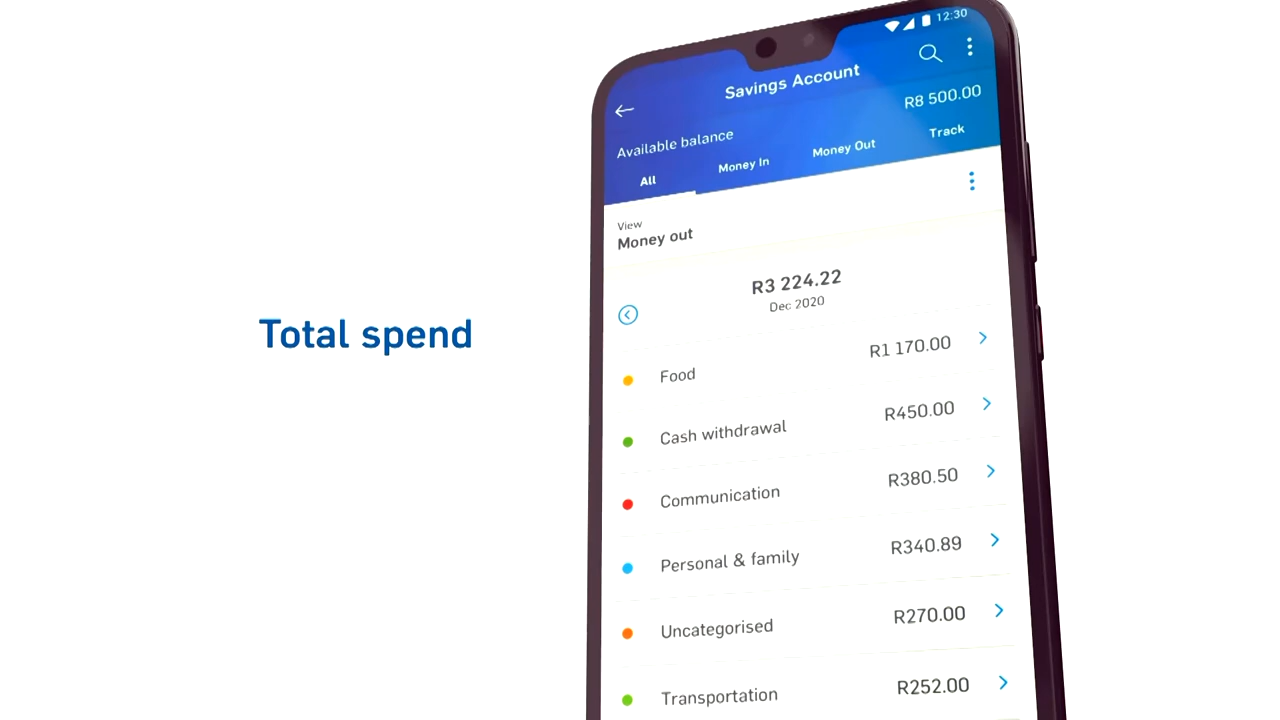 12:30
Savings Account
Available balance R8 500.00
All Money In Money Out Track
View
Money out
R3 224.22
Dec 2020
Total spend
Food R1 170.00
Cash withdrawal R450.00
Communication R380.50
Personal & family R340.89
Uncategorised R270.00
Transportation R252.00